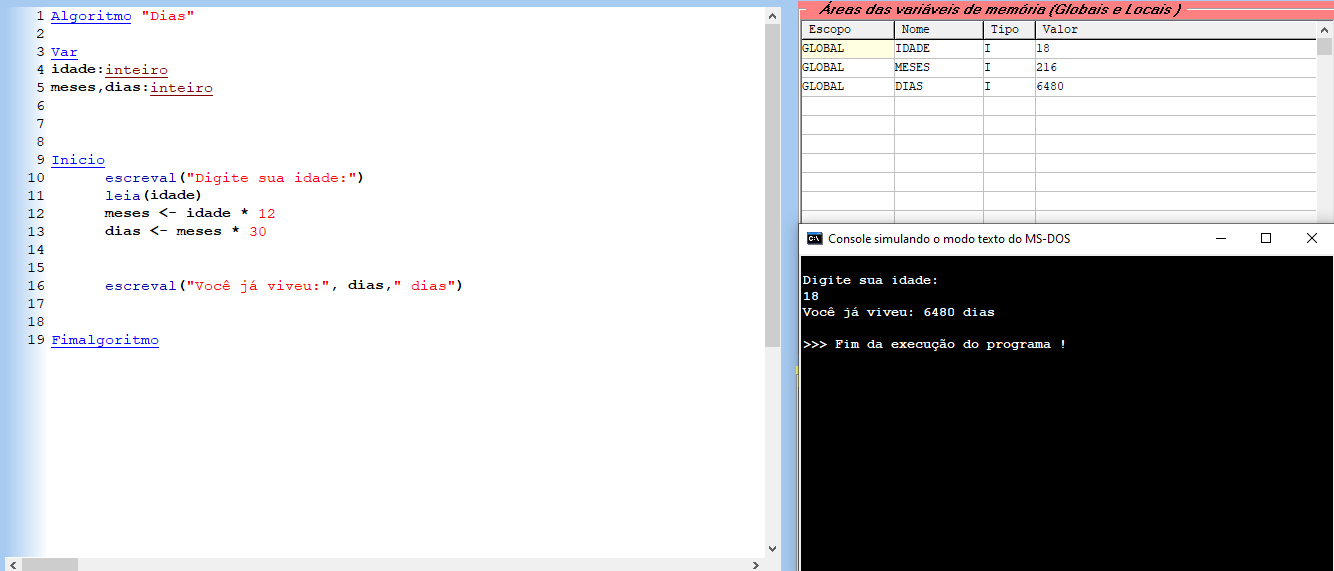 1 Algoritmo "Dias"
2
3 Var
4 idade:inteiro
5 meses,dias:inteiro
6
7
8
9 Inicio
10 escreval("Digite sua idade:")
11 leia(idade)
12 meses <- idade * 12
13 dias <- meses * 30
14
15
16 escreval("Você já viveu:", dias," dias")
17
18
19 Fimalgoritmo
Áreas das variáveis de memória (Globais e Locais )
Escopo Nome Tipo Valor
GLOBAL IDADE I 18
GLOBAL MESES I 216
GLOBAL DIAS I 6480
C:\ Console simulando o modo texto do MS-DOS
Digite sua idade:
18
Você já viveu: 6480 dias
>>> Fim da execução do programa !